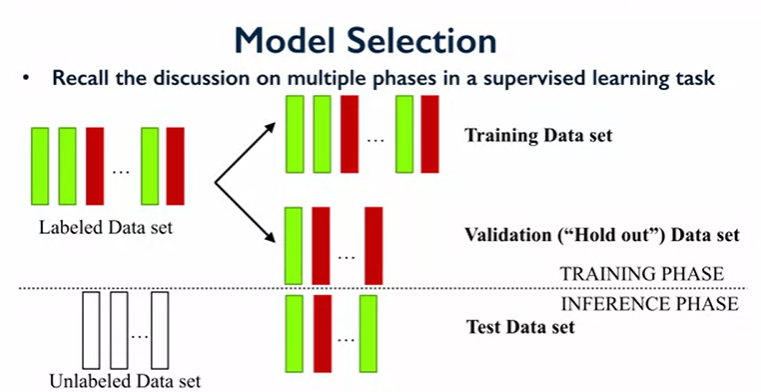 Model Selection
• Recall the discussion on multiple phases in a supervised learning task
...
...
Training Data set
Labeled Data set
...
Validation (“Hold out”) Data set
TRAINING PHASE
INFERENCE PHASE
...
...
Test Data set
Unlabeled Data set